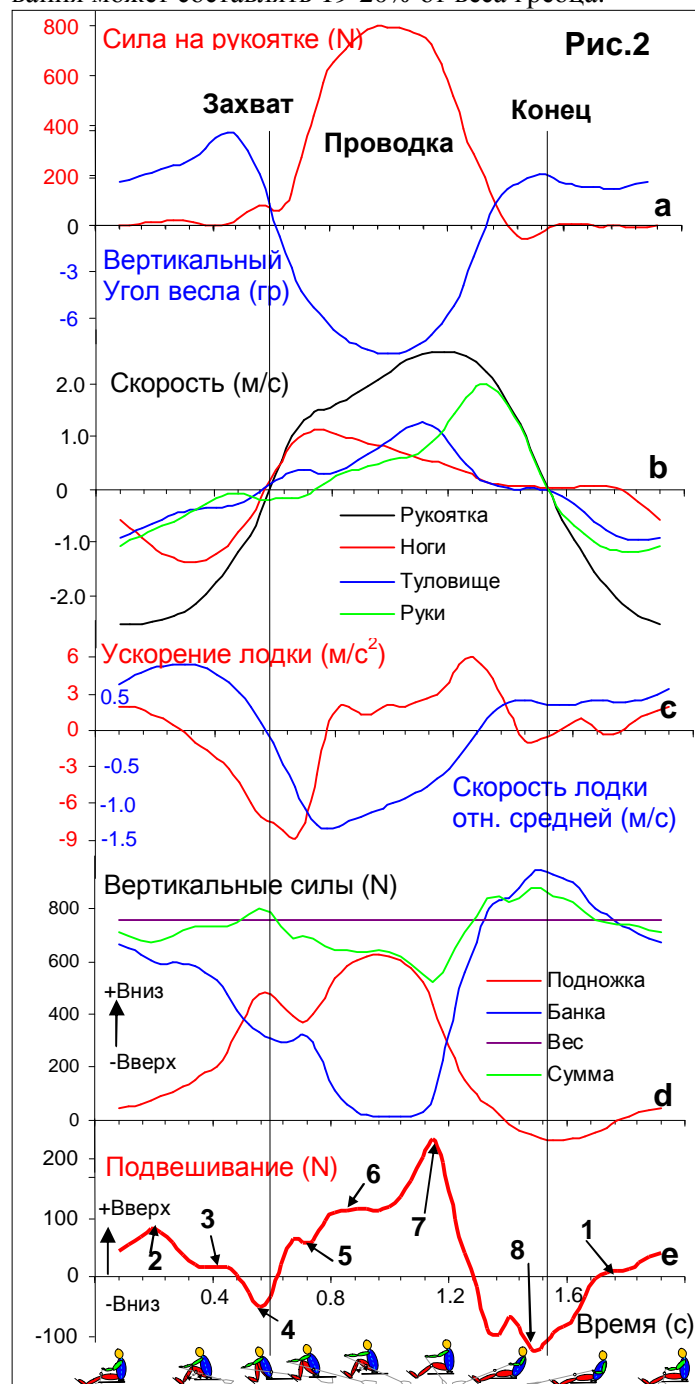 вания может составлять 19-20% от веса гребца.
800
Сила на рукоятке (N)
Рис.2
600
Захват
Конец
400
Проводка
200
0
a
-3
Вертикальный
Угол весла (гр)
-6
Скорость (м/с)
2.0
1.0
b
0
Рукоятка
-1.0
Ноги
Туловище
-2.0
Руки
6
Ускорение лодки (м/с²)
3
0.5
c
0
-3
-0.5
Скорость лодки
-6
-1.0
отн. средней (м/с)
-9
-1.5
Вертикальные силы (N)
800
600
Подножка
+Вниз
Банка
400
Вес
-Вверх
200
Сумма
d
0
200
Подвешивание (N)
6
+Вверх
100
3
7
1
2
5
8
e
0
-Вниз
0.4
0.8
1.2
1.6
4
Время (с)
-100